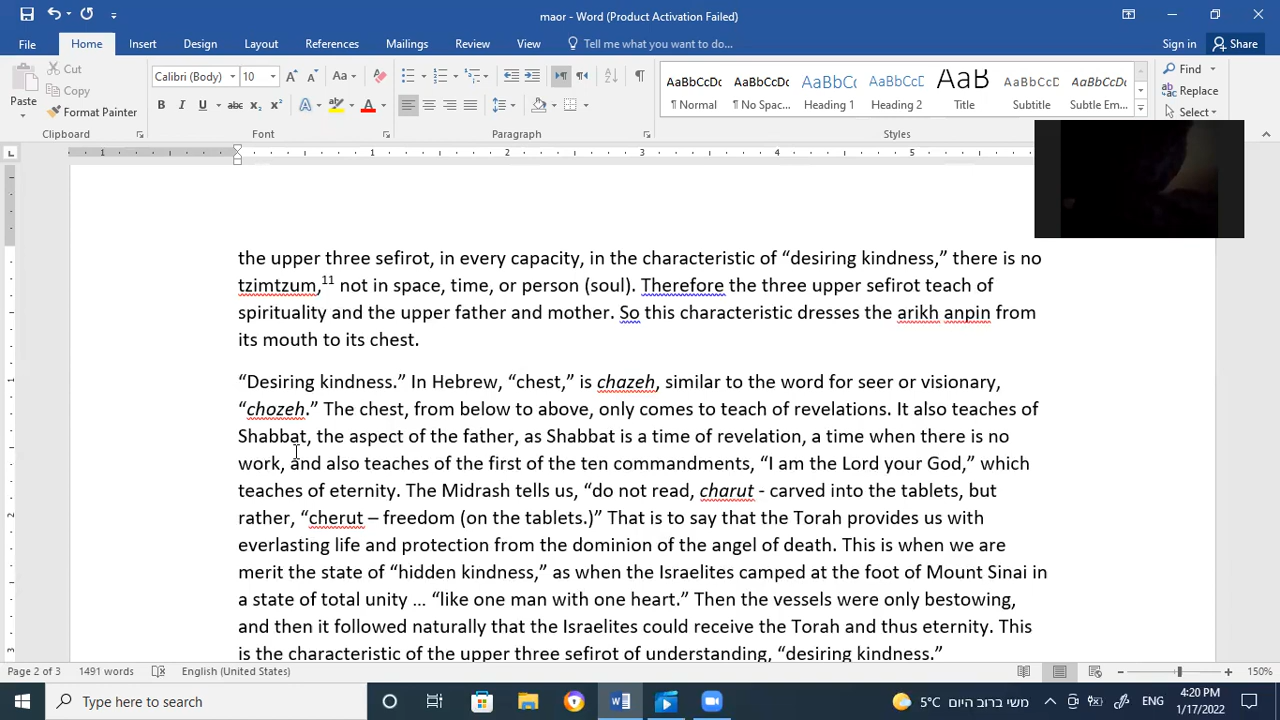 maor - Word (Product Activation Failed)
File Home Insert Design Layout References Mailings Review View Tell me what you want to do... Sign in Share
Paste Cut Copy Format Painter
Calibri (Body) 10
Clipboard Font Paragraph Styles
AaBbCcDc ¶ Normal
AaBbCcDc ¶ No Spac...
AaBbCc Heading 1
AaBbCcC Heading 2
AaB Title
AaBbCcD Subtitle
AaBbCcDc Subtle Em...
Find
Replace
Select
the upper three sefirot, in every capacity, in the characteristic of “desiring kindness,” there is no
tzimtzum,11 not in space, time, or person (soul). Therefore the three upper sefirot teach of
spirituality and the upper father and mother. So this characteristic dresses the arikh anpin from
its mouth to its chest.
“Desiring kindness.” In Hebrew, “chest,” is chazeh, similar to the word for seer or visionary,
“chozeh.” The chest, from below to above, only comes to teach of revelations. It also teaches of
Shabbat, the aspect of the father, as Shabbat is a time of revelation, a time when there is no
work, and also teaches of the first of the ten commandments, “I am the Lord your God,” which
teaches of eternity. The Midrash tells us, “do not read, charut - carved into the tablets, but
rather, “cherut – freedom (on the tablets.)” That is to say that the Torah provides us with
everlasting life and protection from the dominion of the angel of death. This is when we are
merit the state of “hidden kindness,” as when the Israelites camped at the foot of Mount Sinai in
a state of total unity … “like one man with one heart.” Then the vessels were only bestowing,
and then it followed naturally that the Israelites could receive the Torah and thus eternity. This
is the characteristic of the upper three sefirot of understanding, “desiring kindness.”
Page 2 of 3 1491 words English (United States) 150%
Type here to search
5°C משי ברוב היום ENG 4:20 PM
1/17/2022